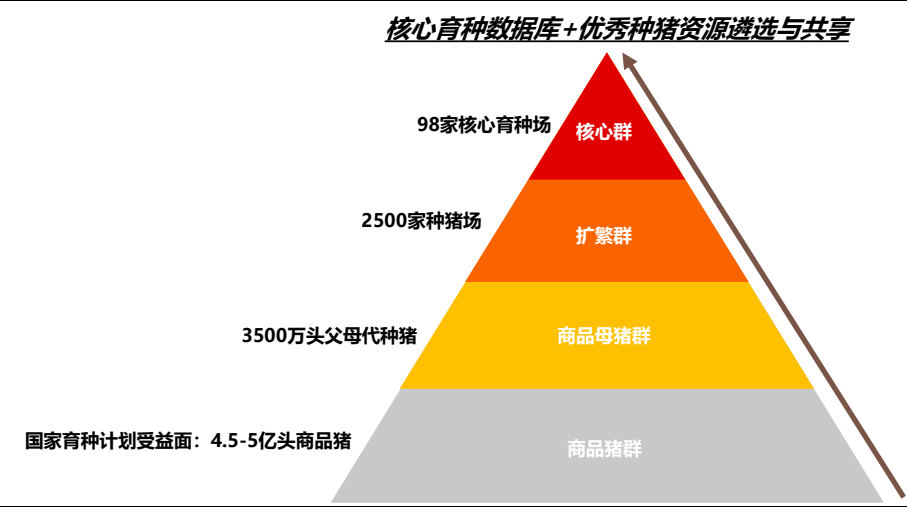 核心育种数据库+优秀种猪资源遴选与共享
98家核心育种场
核心群
2500家种猪场
扩繁群
3500万头父母代种猪
商品母猪群
国家育种计划受益面：4.5-5亿头商品猪
商品猪群